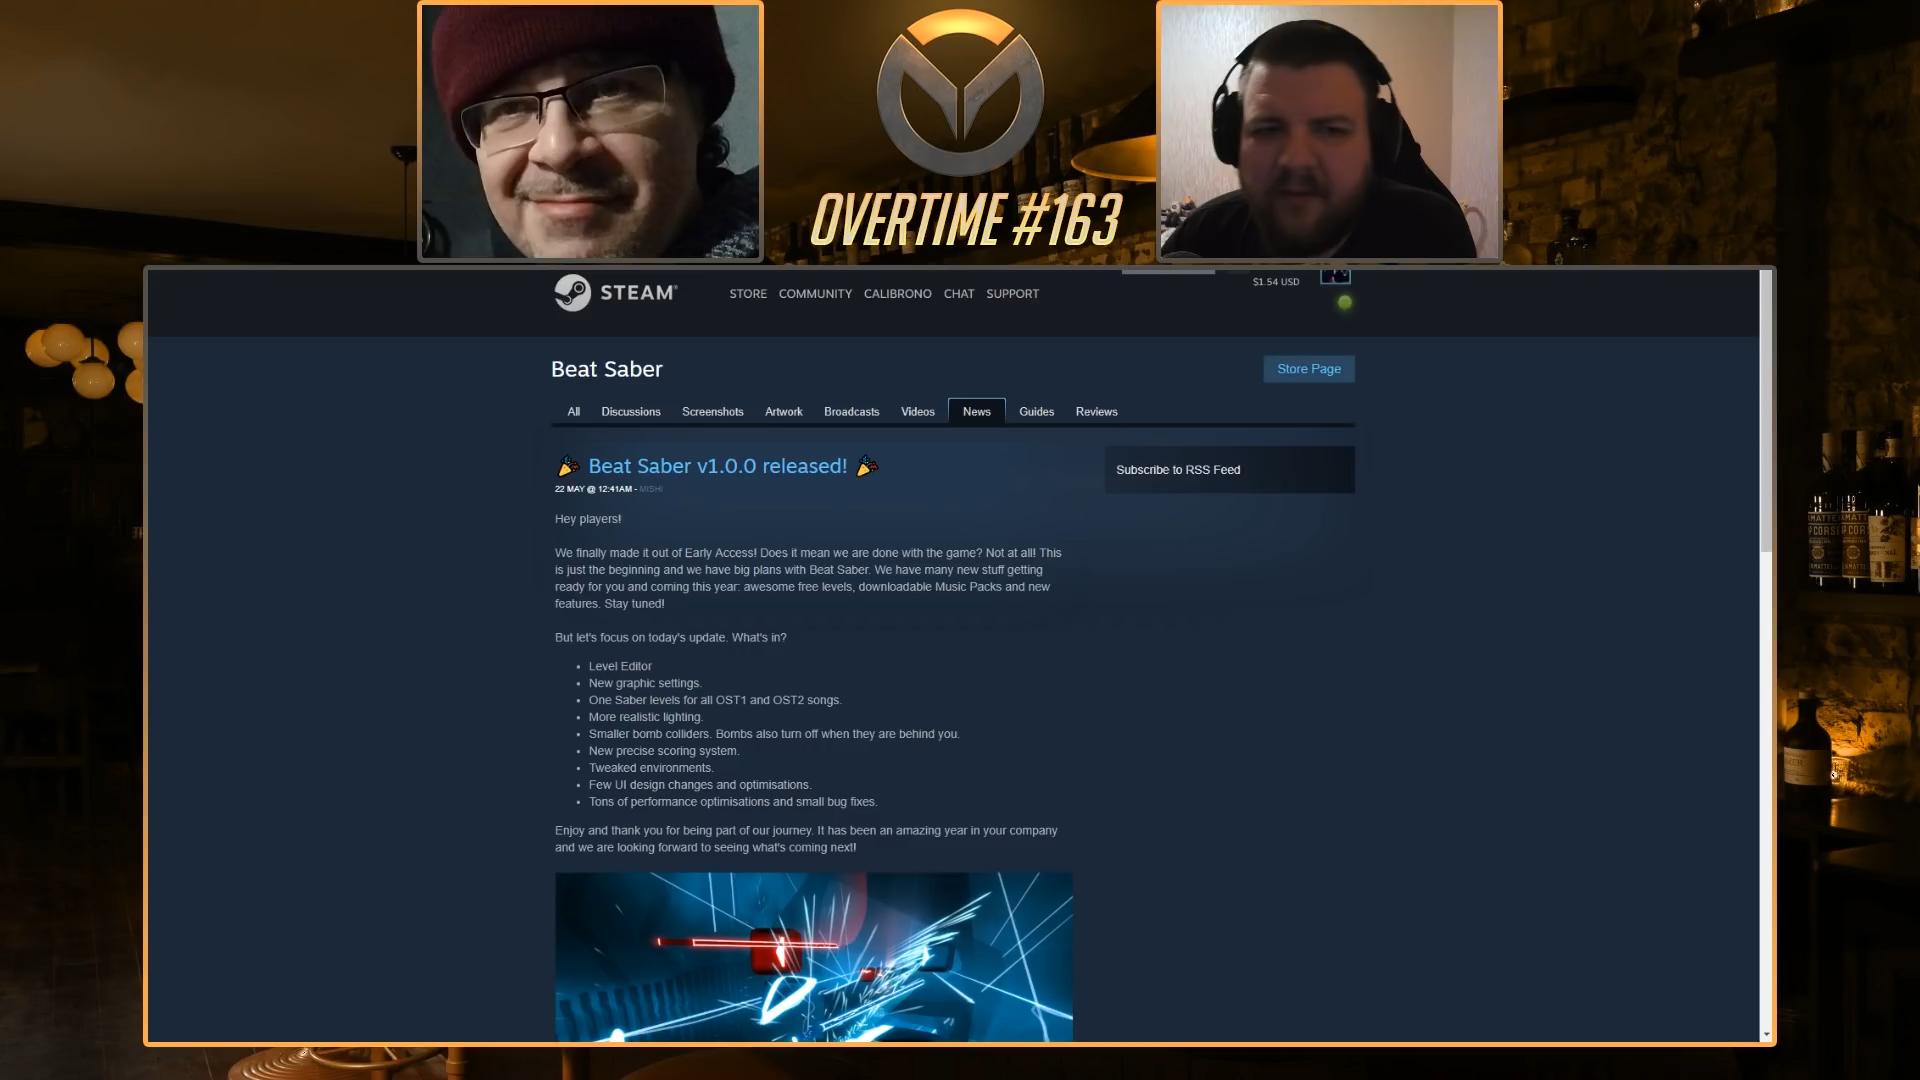 OVERTIME #163
STEAM®
STORE COMMUNITY CALIBRONO CHAT SUPPORT
$1.54 USD
Beat Saber
Store Page
All Discussions Screenshots Artwork Broadcasts Videos News Guides Reviews
Beat Saber v1.0.0 released!
Subscribe to RSS Feed
22 MAY @ 12:41AM - MISHI
Hey players!
We finally made it out of Early Access! Does it mean we are done with the game? Not at all! This
is just the beginning and we have big plans with Beat Saber. We have many new stuff getting
ready for you and coming this year: awesome free levels, downloadable Music Packs and new
features. Stay tuned!
But let's focus on today's update. What's in?
• Level Editor
• New graphic settings.
• One Saber levels for all OST1 and OST2 songs.
• More realistic lighting.
• Smaller bomb colliders. Bombs also turn off when they are behind you.
• New precise scoring system.
• Tweaked environments.
• Few UI design changes and optimisations.
• Tons of performance optimisations and small bug fixes.
Enjoy and thank you for being part of our journey. It has been an amazing year in your company
and we are looking forward to seeing what's coming next!